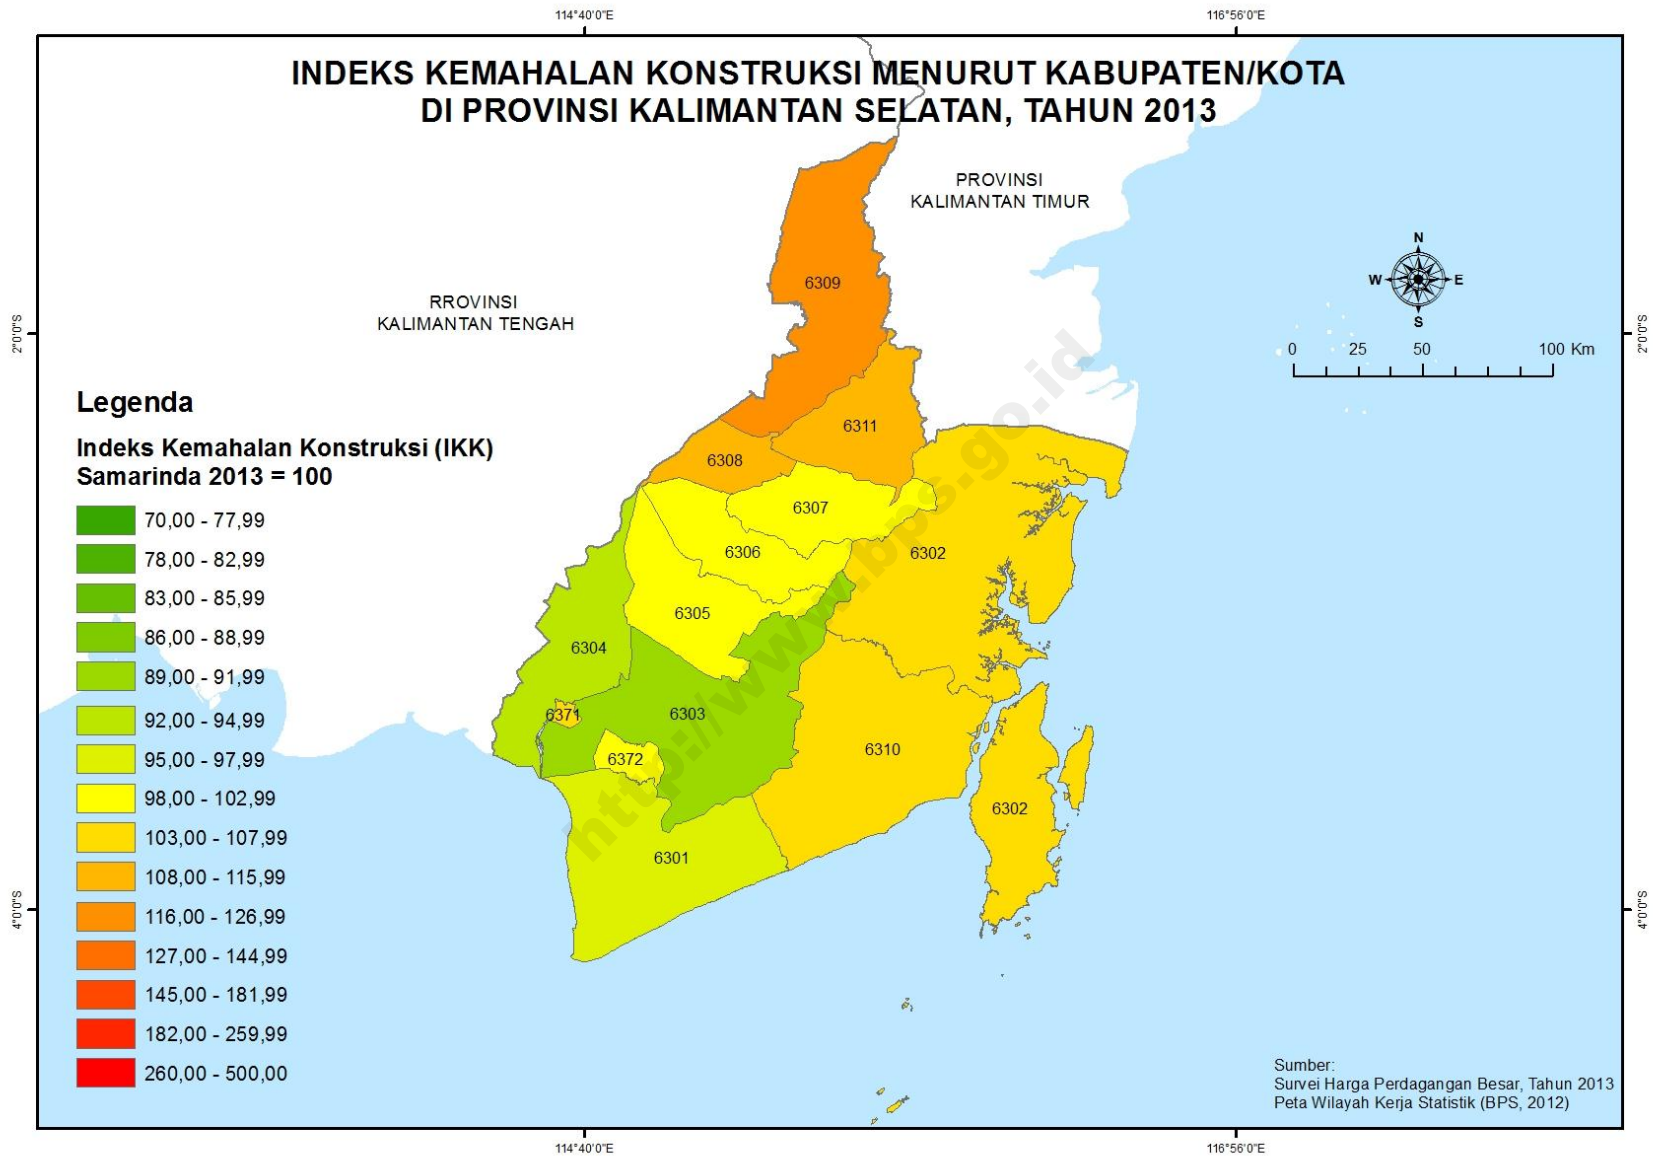 114°40'0"E
116°56'0"E
INDEKS KEMAHALAN KONSTRUKSI MENURUT KABUPATEN/KOTA
DI PROVINSI KALIMANTAN SELATAN, TAHUN 2013
PROVINSI
KALIMANTAN TIMUR
N
W
E
S
6309
RROVINSI
KALIMANTAN TENGAH
2°0'0"S
2°0'0"S
0
25
50
100 Km
Legenda
Indeks Kemahalan Konstruksi (IKK)
Samarinda 2013 = 100
70,00 - 77,99
78,00 - 82,99
83,00 - 85,99
86,00 - 88,99
89,00 - 91,99
92,00 - 94,99
95,00 - 97,99
98,00 - 102,99
103,00 - 107,99
108,00 - 115,99
116,00 - 126,99
127,00 - 144,99
145,00 - 181,99
182,00 - 259,99
260,00 - 500,00
6311
6308
6307
6306
6302
6305
6304
6371
6303
6372
6310
6302
6301
http://www.bps.go.id
4°0'0"S
4°0'0"S
Sumber:
Survei Harga Perdagangan Besar, Tahun 2013
Peta Wilayah Kerja Statistik (BPS, 2012)
114°40'0"E
116°56'0"E